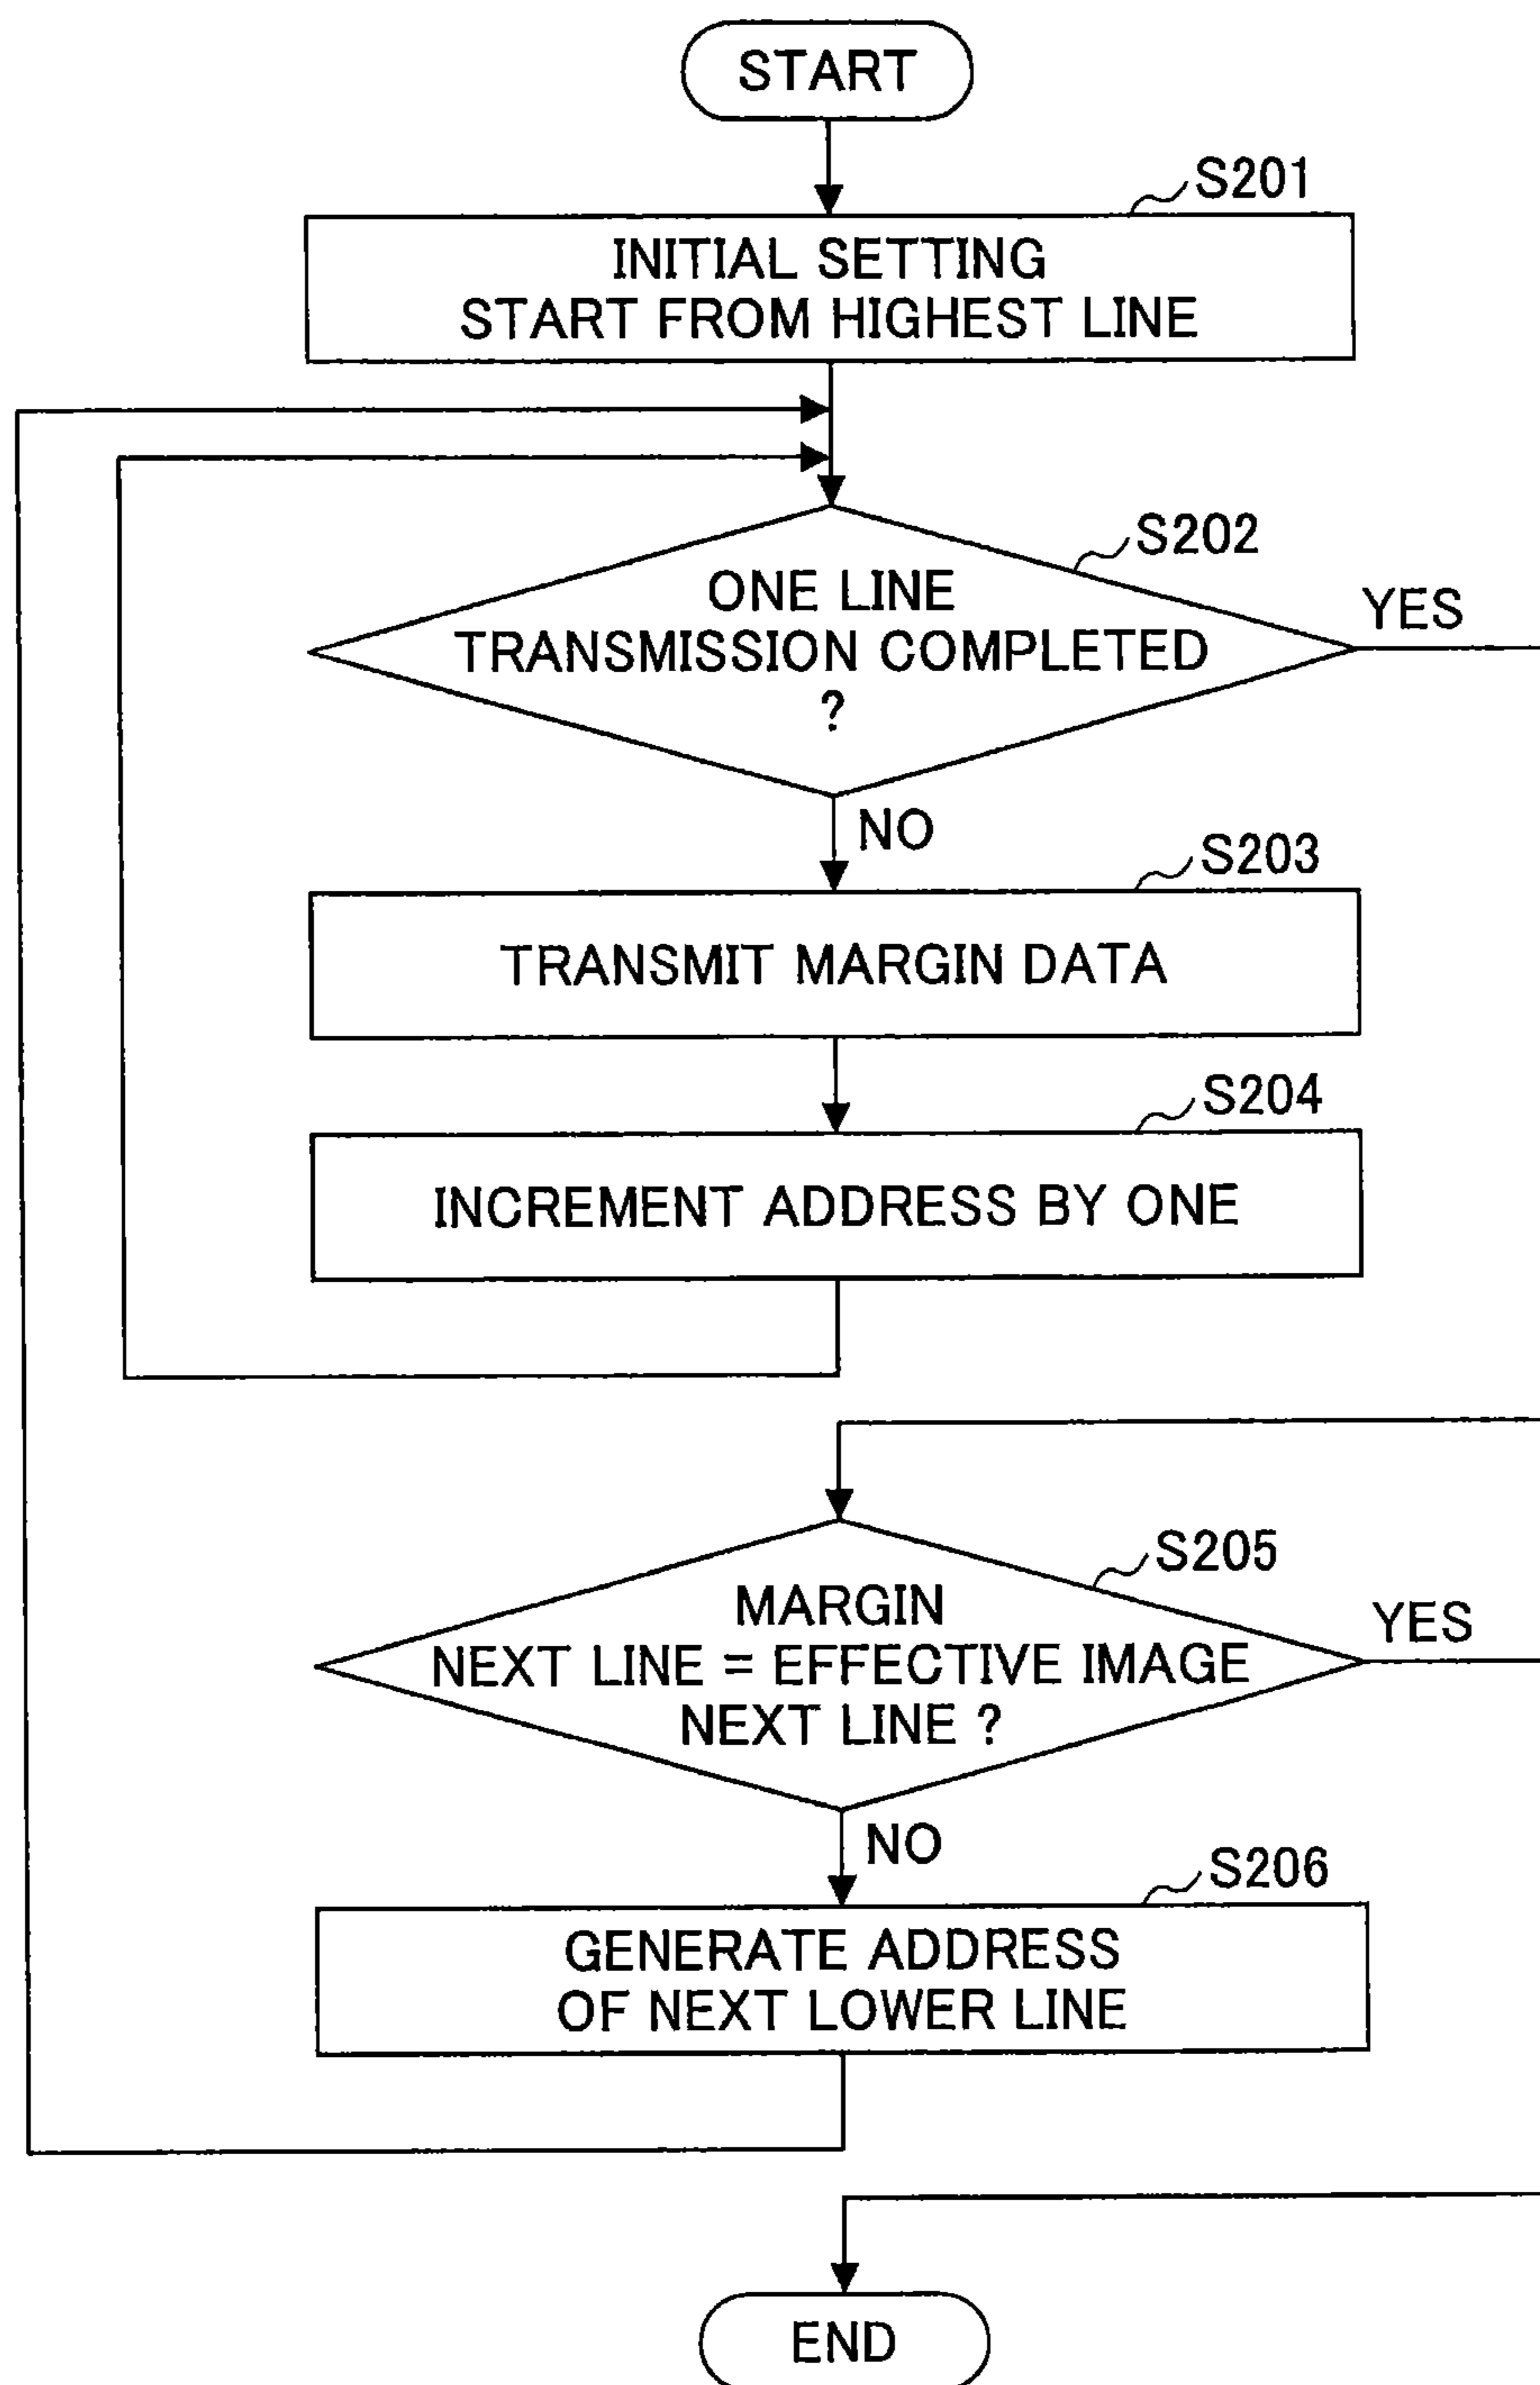 START
S201
INITIAL SETTING
START FROM HIGHEST LINE
S202
ONE LINE
TRANSMISSION COMPLETED
?
YES
NO
S203
TRANSMIT MARGIN DATA
S204
INCREMENT ADDRESS BY ONE
S205
MARGIN
NEXT LINE = EFFECTIVE IMAGE
NEXT LINE ?
YES
NO
S206
GENERATE ADDRESS
OF NEXT LOWER LINE
END